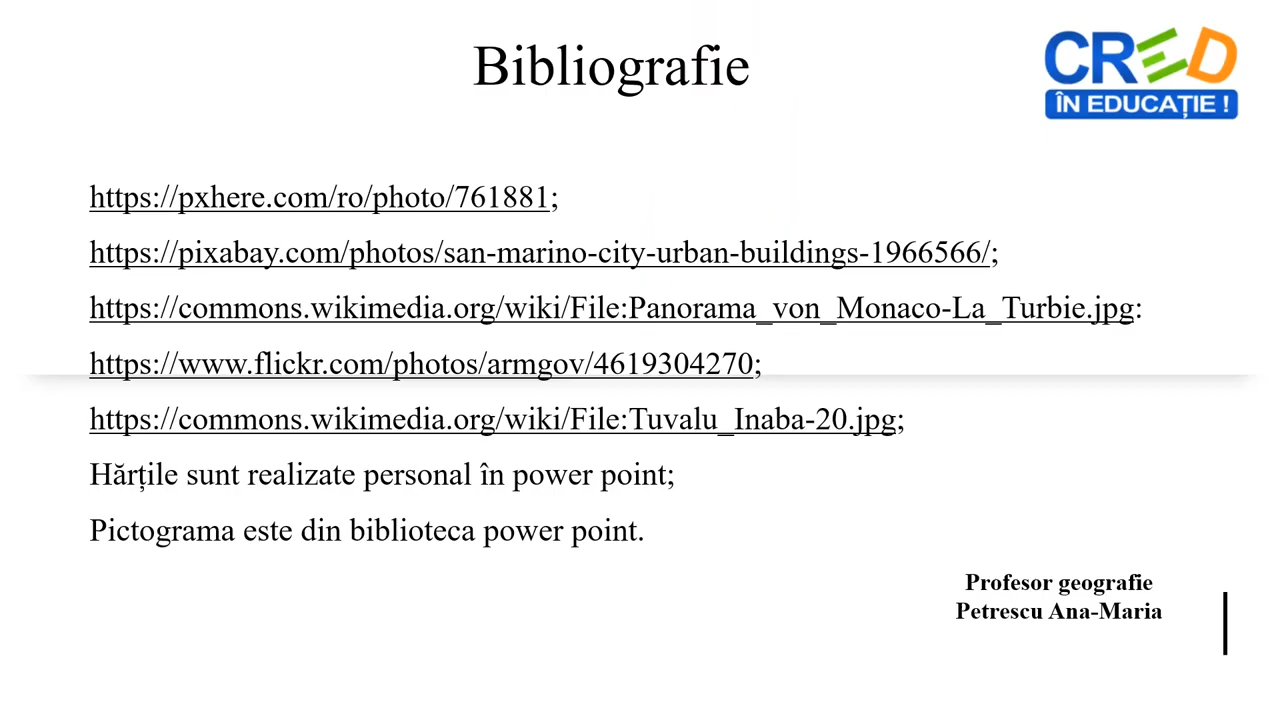 Bibliografie
CRED
ÎN EDUCAȚIE !
https://pxhere.com/ro/photo/761881;
https://pixabay.com/photos/san-marino-city-urban-buildings-1966566/;
https://commons.wikimedia.org/wiki/File:Panorama_von_Monaco-La_Turbie.jpg:
https://www.flickr.com/photos/armgov/4619304270;
https://commons.wikimedia.org/wiki/File:Tuvalu_Inaba-20.jpg;
Hărțile sunt realizate personal în power point;
Pictograma este din biblioteca power point.
Profesor geografie
Petrescu Ana-Maria